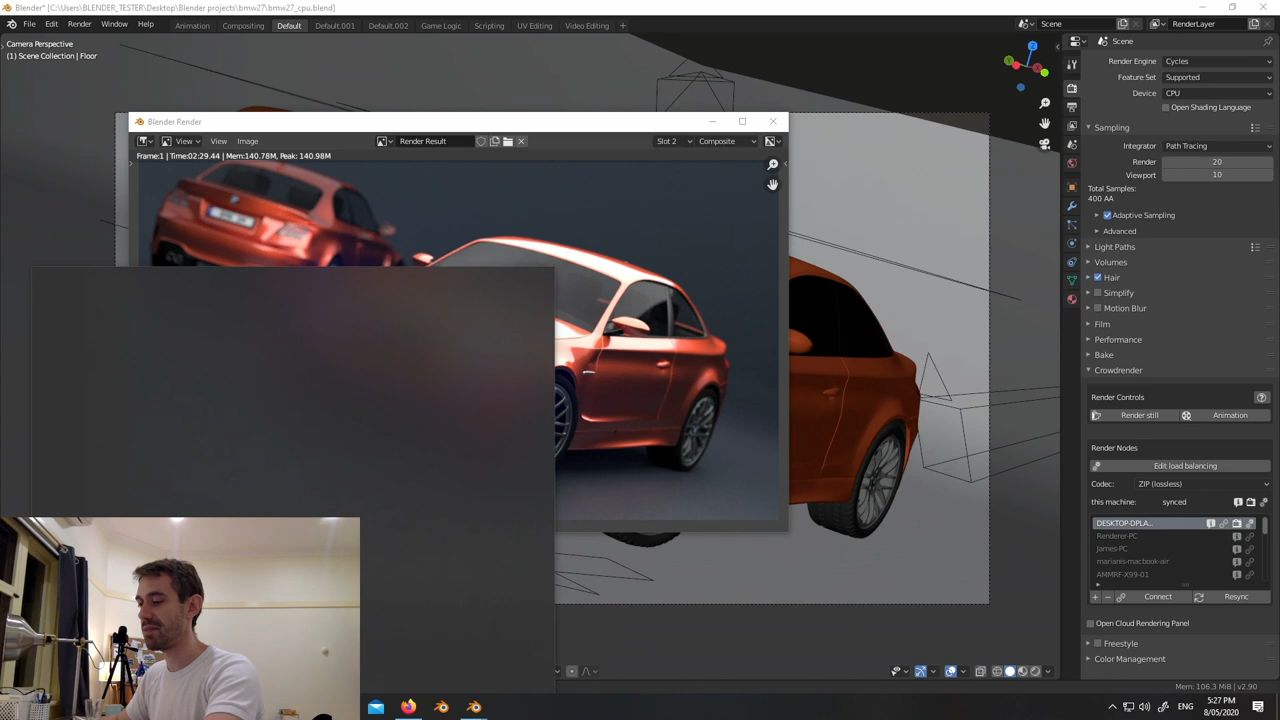 Blender* [C:\Users\BLENDER_TESTER\Desktop\Blender projects\bmw27\bmw27_cpu.blend]
File Edit Render Window Help Animation Compositing Default Default.001 Default.002 Game Logic Scripting UV Editing Video Editing + Scene RenderLayer
Camera Perspective
(1) Scene Collection | Floor
Scene
Render Engine Cycles
Feature Set Supported
Device CPU
Open Shading Language
Sampling
Integrator Path Tracing
Render 20
Viewport 10
Total Samples:
400 AA
Adaptive Sampling
Advanced
Light Paths
Volumes
Hair
Simplify
Motion Blur
Film
Performance
Bake
Crowdrender
Render Controls
Render still Animation
Render Nodes
Edit load balancing
Codec: ZIP (lossless)
this machine: synced
DESKTOP-DPLA...
Renderer-PC
James-PC
marianis-macbook-air
AMMRF-X99-01
Connect Resync
Open Cloud Rendering Panel
Freestyle
Color Management
Blender Render
View View Image Render Result Slot 2 Composite
Frame:1 | Time:02:29.44 | Mem:140.78M, Peak: 140.98M
Mem: 106.3 MiB | v2.90
5:27 PM
8/05/2020